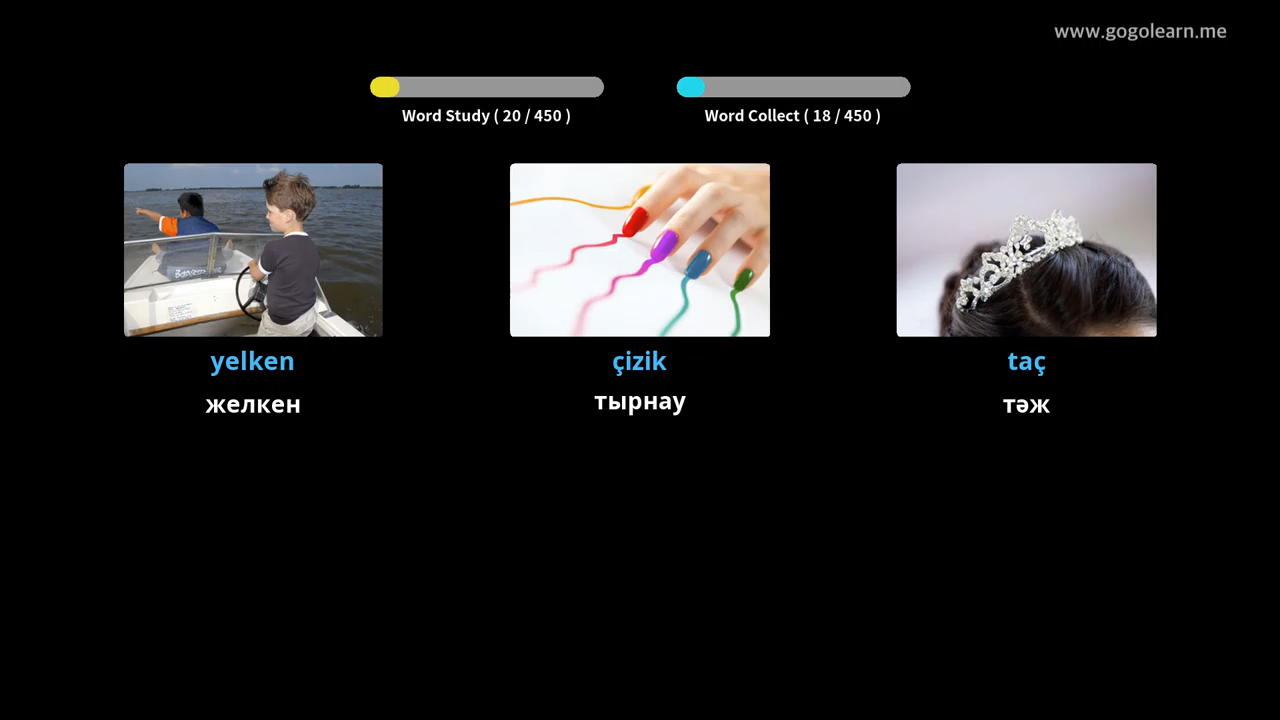 www.gogolearn.me
Word Study ( 20 / 450 )
Word Collect ( 18 / 450 )
yelken
çizik
taç
желкен
тырнау
тәж